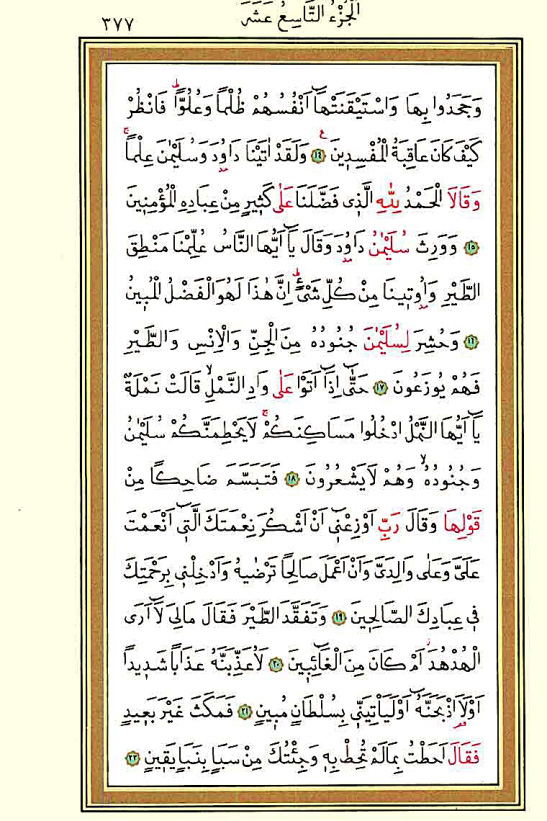 اَلْجُزْءُ التَّاسِعُ عَشَرَ
٣٧٧
وَجَحَدُوا بِهَا وَاسْتَيْقَنَتْهَٓا اَنْفُسُهُمْ ظُلْمًا وَعُلُوًّاۜ فَانْظُرْ
كَيْفَ كَانَ عَاقِبَةُ الْمُفْسِدٖينَ ﴿١٤﴾ وَلَقَدْ اٰتَيْنَا دَاوُ۫دَ وَسُلَيْمٰنَ عِلْمًاۚ
وَقَالَا الْحَمْدُ لِلّٰهِ الَّذٖى فَضَّلَنَا عَلٰى كَثٖيرٍ مِنْ عِبَادِهِ الْمُؤْمِنٖينَ
﴿١٥﴾ وَوَرِثَ سُلَيْمٰنُ دَاوُ۫دَ وَقَالَ يَٓا اَيُّهَا النَّاسُ عُلِّمْنَا مَنْطِقَ
الطَّيْرِ وَاُو۫تٖينَا مِنْ كُلِّ شَىْءٍۜ اِنَّ هٰذَا لَهُوَ الْفَضْلُ الْمُبٖينُ
﴿١٦﴾ وَحُشِرَ لِسُلَيْمٰنَ جُنُودُهُ مِنَ الْجِنِّ وَالْاِنْسِ وَالطَّيْرِ
فَهُمْ يُوزَعُونَ ﴿١٧﴾ حَتّٰٓى اِذَٓا اَتَوْا عَلٰى وَادِ النَّمْلِۙ قَالَتْ نَمْلَةٌ
يَٓا اَيُّهَا النَّمْلُ ادْخُلُوا مَسَاكِنَكُمْۚ لَا يَحْطِمَنَّكُمْ سُلَيْمٰنُ
وَجُنُودُهُۙ وَهُمْ لَا يَشْعُرُونَ ﴿١٨﴾ فَتَبَسَّمَ ضَاحِكًا مِنْ
قَوْلِهَا وَقَالَ رَبِّ اَوْزِعْنٖٓى اَنْ اَشْكُرَ نِعْمَتَكَ الَّتٖٓى اَنْعَمْتَ
عَلَىَّ وَعَلٰى وَالِدَىَّ وَاَنْ اَعْمَلَ صَالِحًا تَرْضٰيهُ وَاَدْخِلْنٖى بِرَحْمَتِكَ
فٖى عِبَادِكَ الصَّالِحٖينَ ﴿١٩﴾ وَتَفَقَّدَ الطَّيْرَ فَقَالَ مَالِىَ لَٓا اَرَى
الْهُدْهُدَۘ اَمْ كَانَ مِنَ الْغَٓائِبٖينَ ﴿٢٠﴾ لَاُعَذِّبَنَّهُ عَذَابًا شَدٖيدًا
اَوْ لَا۬اَذْبَحَنَّهُٓ اَوْ لَيَاْتِيَنّٖى بِسُلْطَانٍ مُبٖينٍ ﴿٢١﴾ فَمَكَثَ غَيْرَ بَعٖيدٍ
فَقَالَ اَحَطْتُ بِمَا لَمْ تُحِطْ بِهٖ وَجِئْتُكَ مِنْ سَبَاٍ بِنَبَاٍ يَقٖينٍ ﴿٢٢﴾